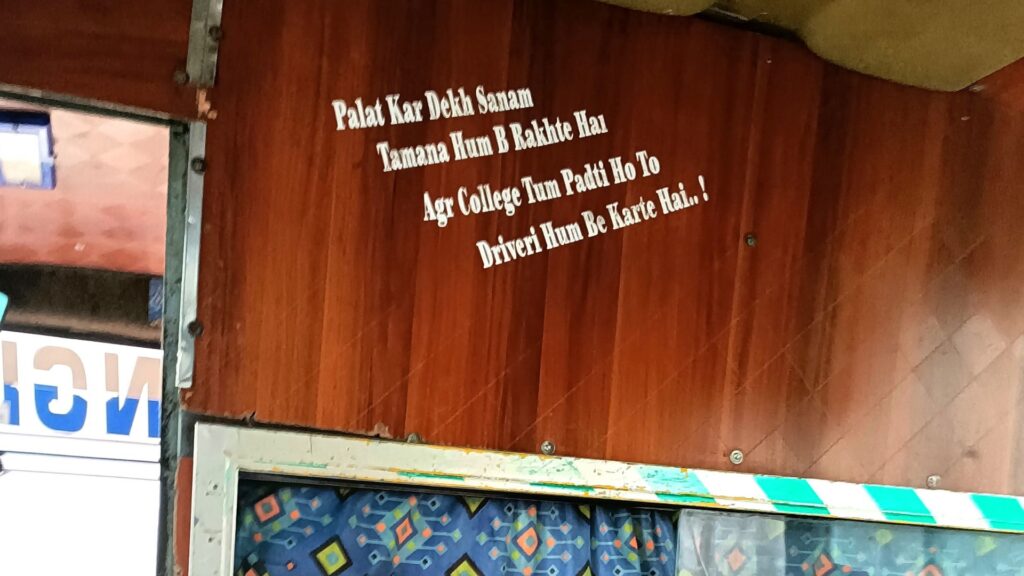 Palat Kar Dekh Sanam
Tamana Hum B Rakhte Hai
Agr College Tum Padti Ho To
Driveri Hum Be Karte Hai..!